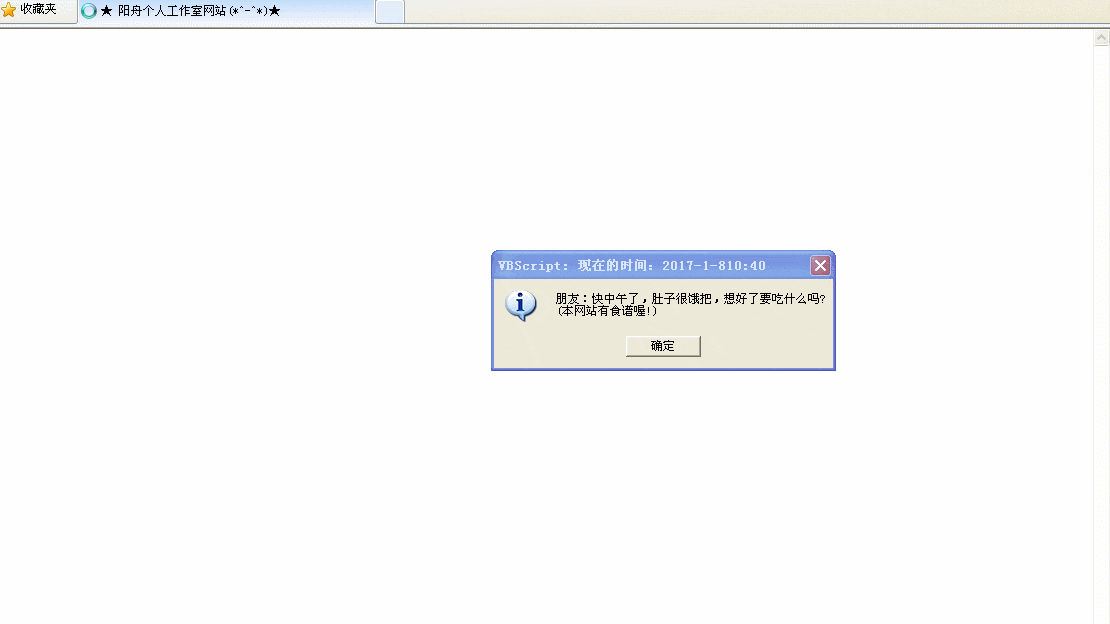 收藏夹
★ 阳舟个人工作室网站(*^-^*)★
VBScript: 现在的时间：2017-1-810:40
朋友：快中午了，肚子很饿把，想好了要吃什么吗?
(本网站有食谱喔!)
确定